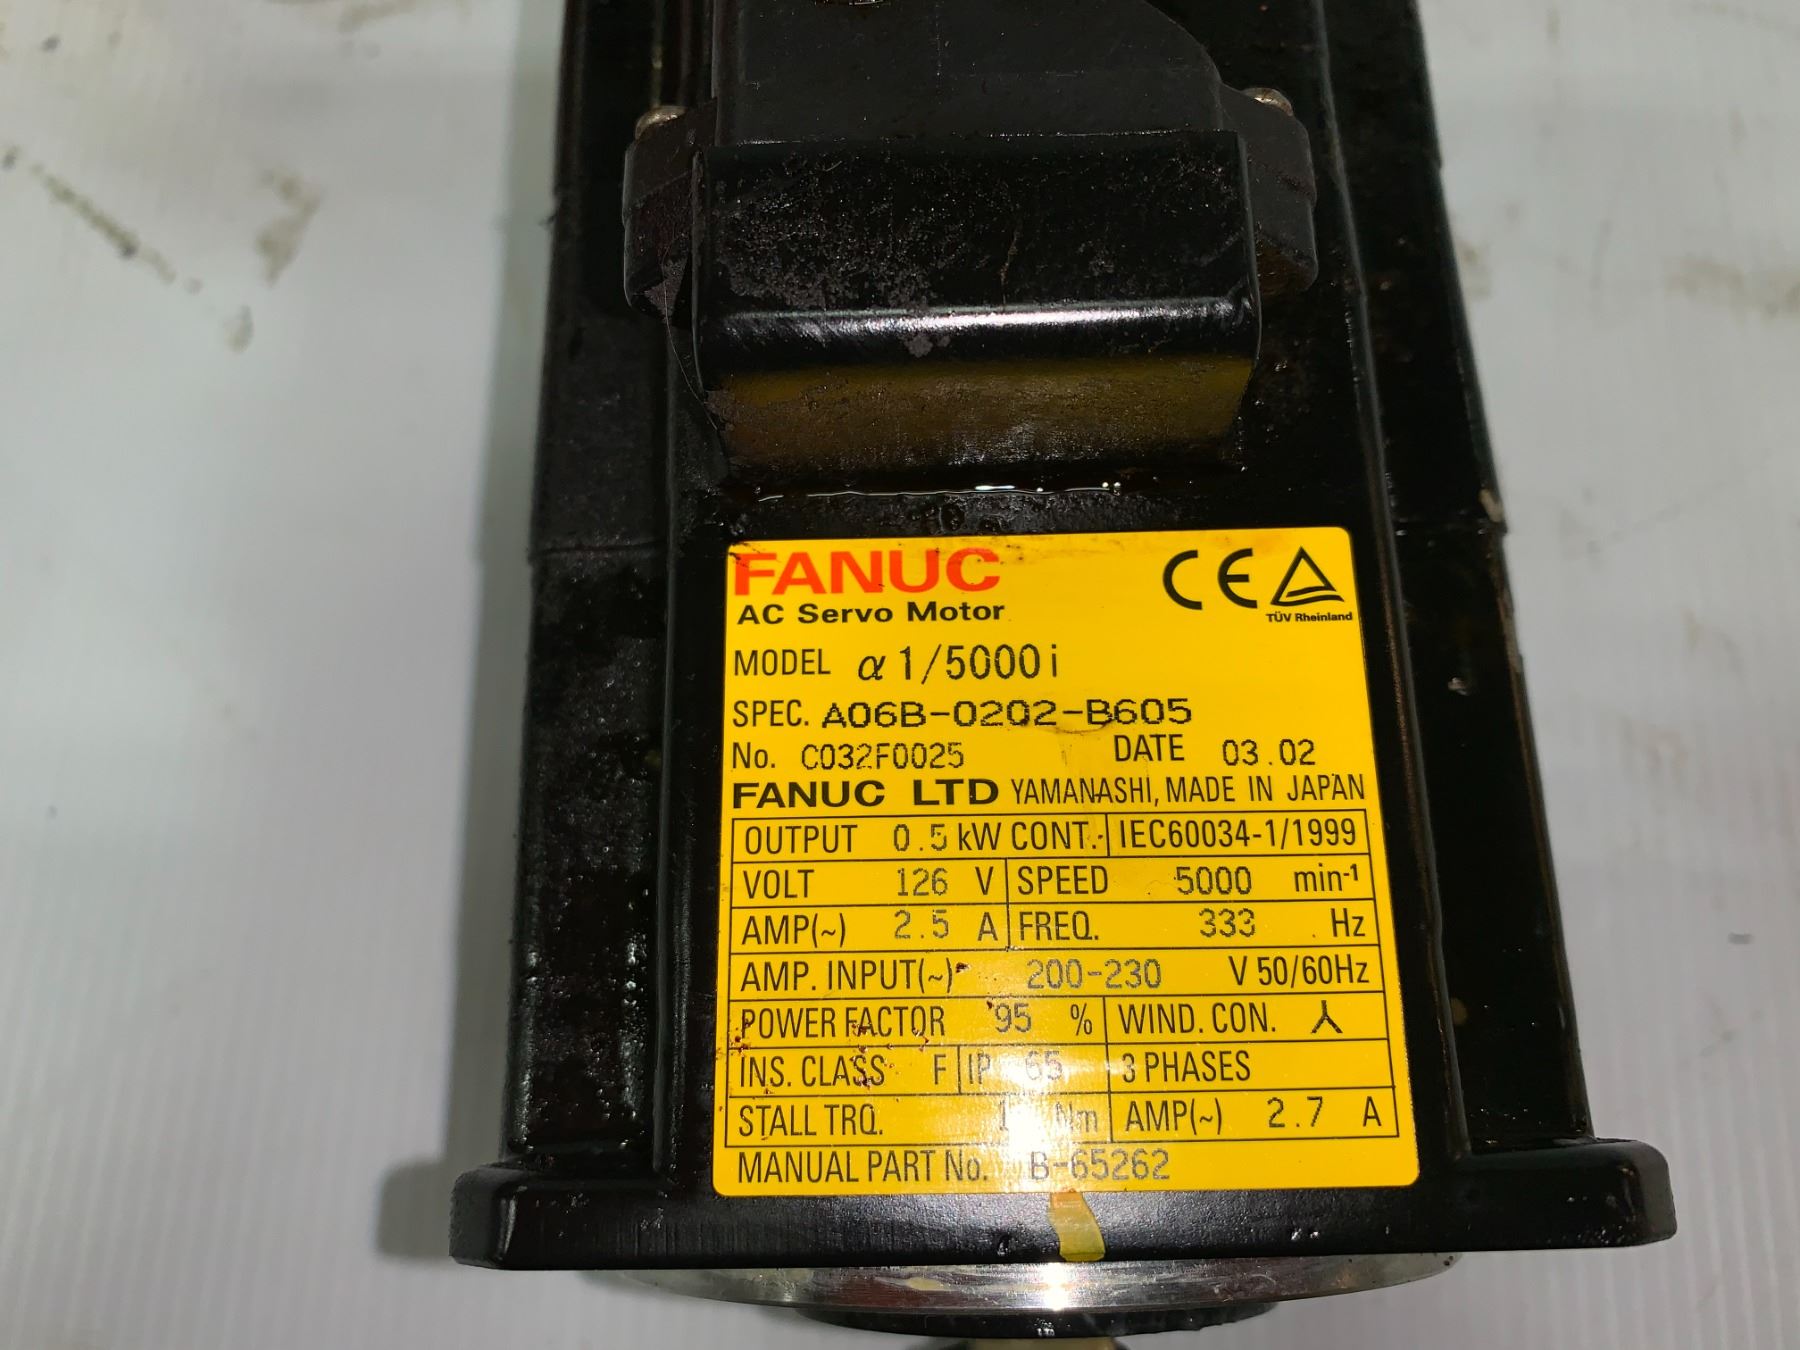 FANUC
AC Servo Motor
CE
TÜV Rheinland
MODEL α1/5000i
SPEC. A06B-0202-B605
No. C032F0025 DATE 03.02
FANUC LTD YAMANASHI, MADE IN JAPAN
OUTPUT 0.5 kW CONT. IEC60034-1/1999
VOLT 126 V SPEED 5000 min-1
AMP(~) 2.5 A FREQ. 333 Hz
AMP. INPUT(~) 200-230 V 50/60Hz
POWER FACTOR 95 % WIND. CON.
INS. CLASS F IP 65 3 PHASES
STALL TRQ. 1 Nm AMP(~) 2.7 A
MANUAL PART No. B-65262